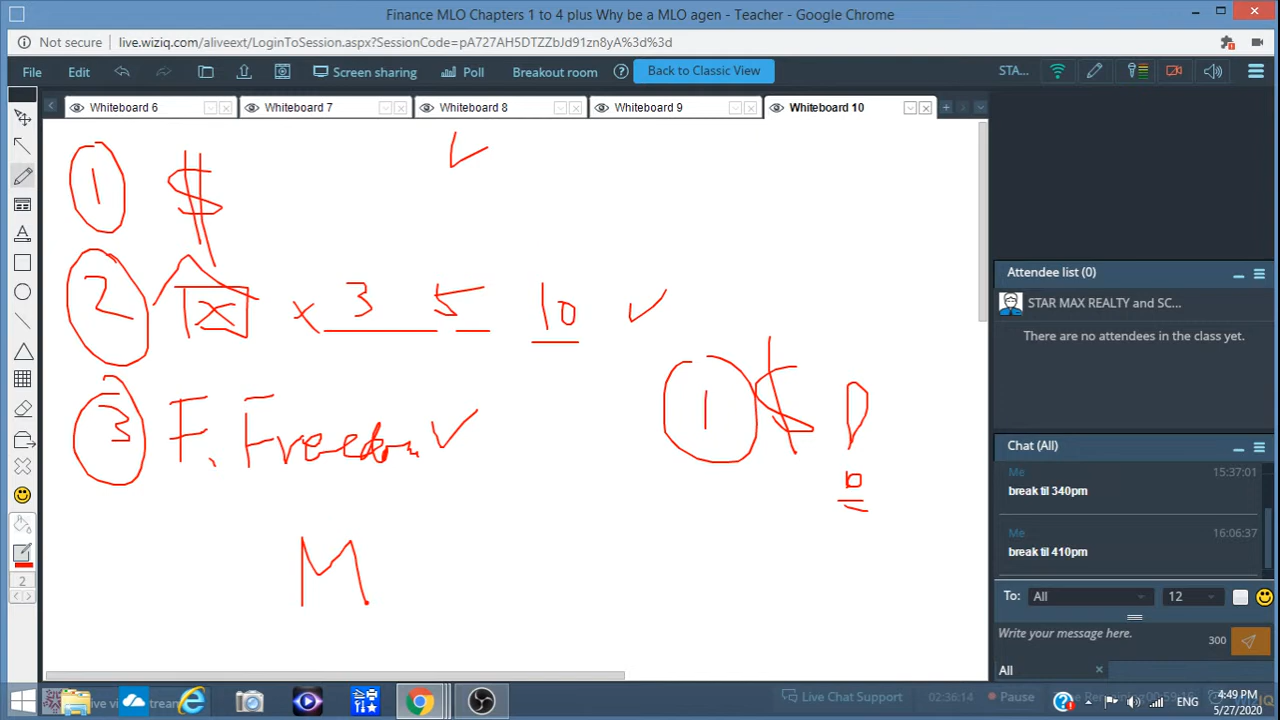 Finance MLO Chapters 1 to 4 plus Why be a MLO agen - Teacher - Google Chrome
Not secure | live.wiziq.com/aliveext/LoginToSession.aspx?SessionCode=pA727AH5DTZZbJd91zn8yA%3d%3d
File Edit Screen sharing Poll Breakout room ? Back to Classic View STA...
Whiteboard 6 Whiteboard 7 Whiteboard 8 Whiteboard 9 Whiteboard 10
1 $
2 x x 3 5 10
3 F. Freedom
1 $
M
Attendee list (0)
STAR MAX REALTY and SC...
There are no attendees in the class yet.
Chat (All)
Me 15:37:01
break til 340pm
Me 16:06:37
break til 410pm
To: All 12
Write your message here. 300
All
2
Live Chat Support 02:36:14 Pause
ENG 4:49 PM
5/27/2020